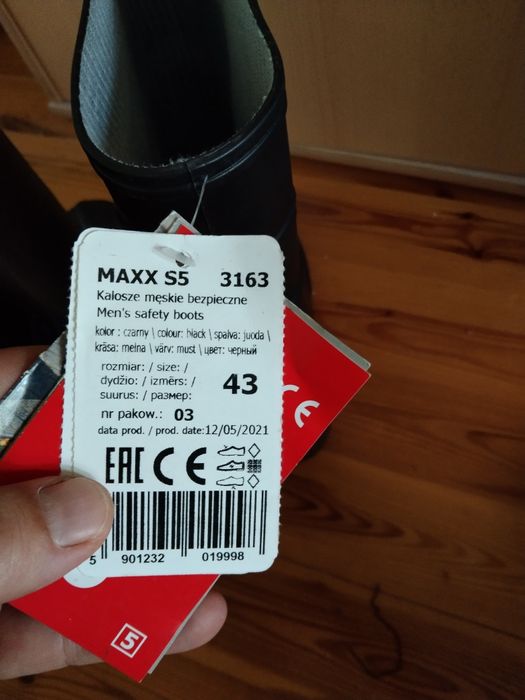 MAXX S5 3163
Kalosze męskie bezpieczne
Men's safety boots
kolor : czarny \ colour: black \ spalva: juoda \
krāsa: melna \ värv: must \ цвет: черный
rozmiar: / size: /
dydžio: / izmērs: /
suurus: / размер:
43
nr pakow.: 03
data prod. / prod. date:12/05/2021
EAC CE
5 901232 019998
CE
5